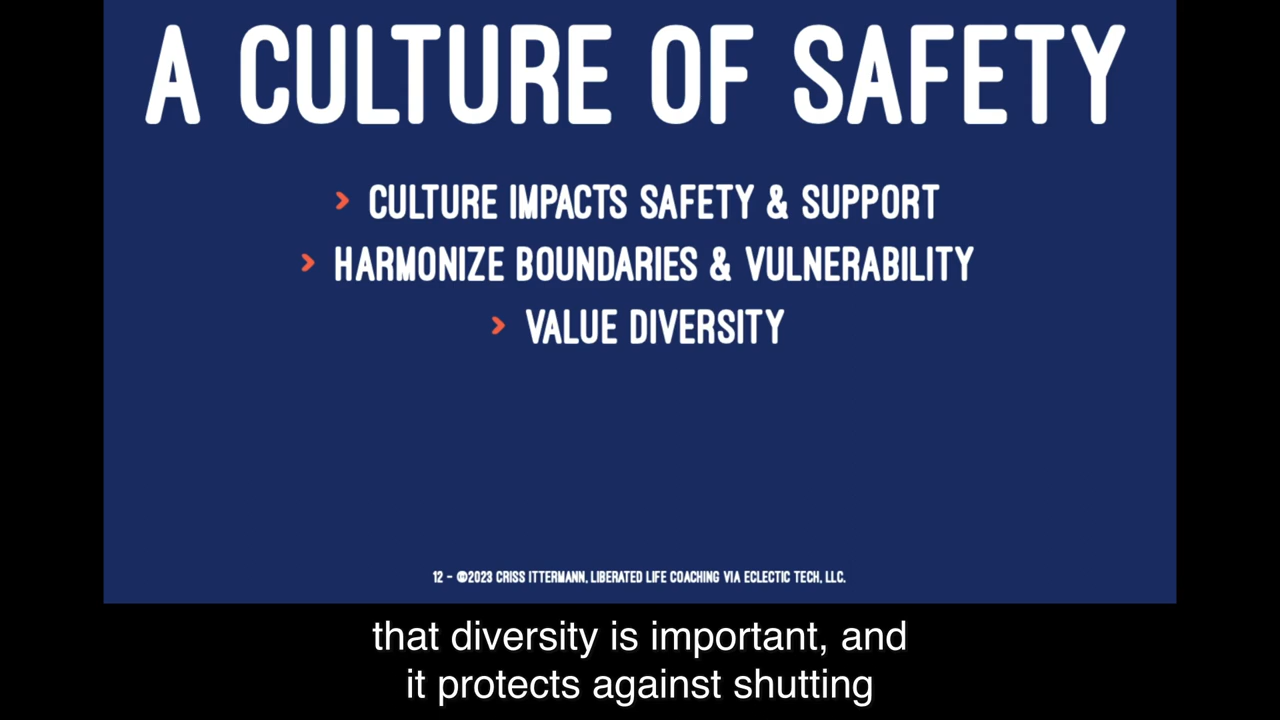 A CULTURE OF SAFETY
> CULTURE IMPACTS SAFETY & SUPPORT
> HARMONIZE BOUNDARIES & VULNERABILITY
> VALUE DIVERSITY
12 - ©2023 CRISS ITTERMANN, LIBERATED LIFE COACHING VIA ECLECTIC TECH, LLC.
that diversity is important, and
it protects against shutting